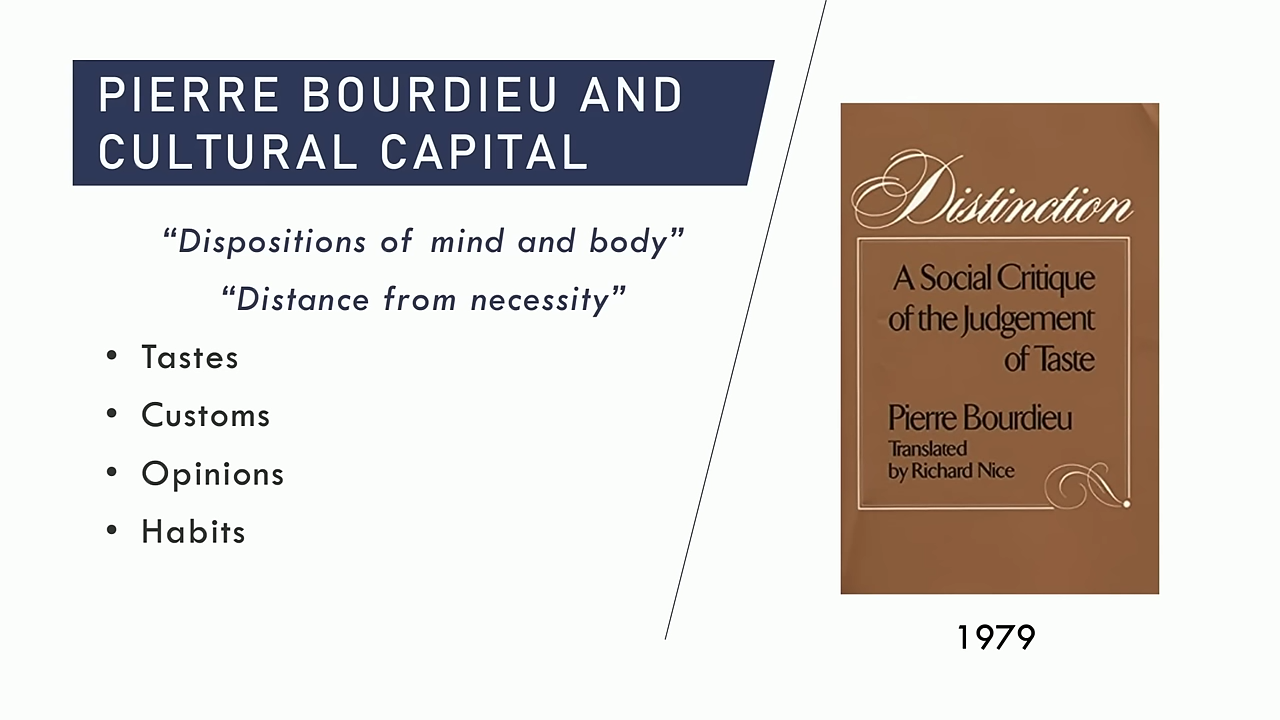 PIERRE BOURDIEU AND
CULTURAL CAPITAL
“Dispositions of mind and body”
“Distance from necessity”
• Tastes
• Customs
• Opinions
• Habits
Distinction
A Social Critique
of the Judgement
of Taste
Pierre Bourdieu
Translated
by Richard Nice
1979